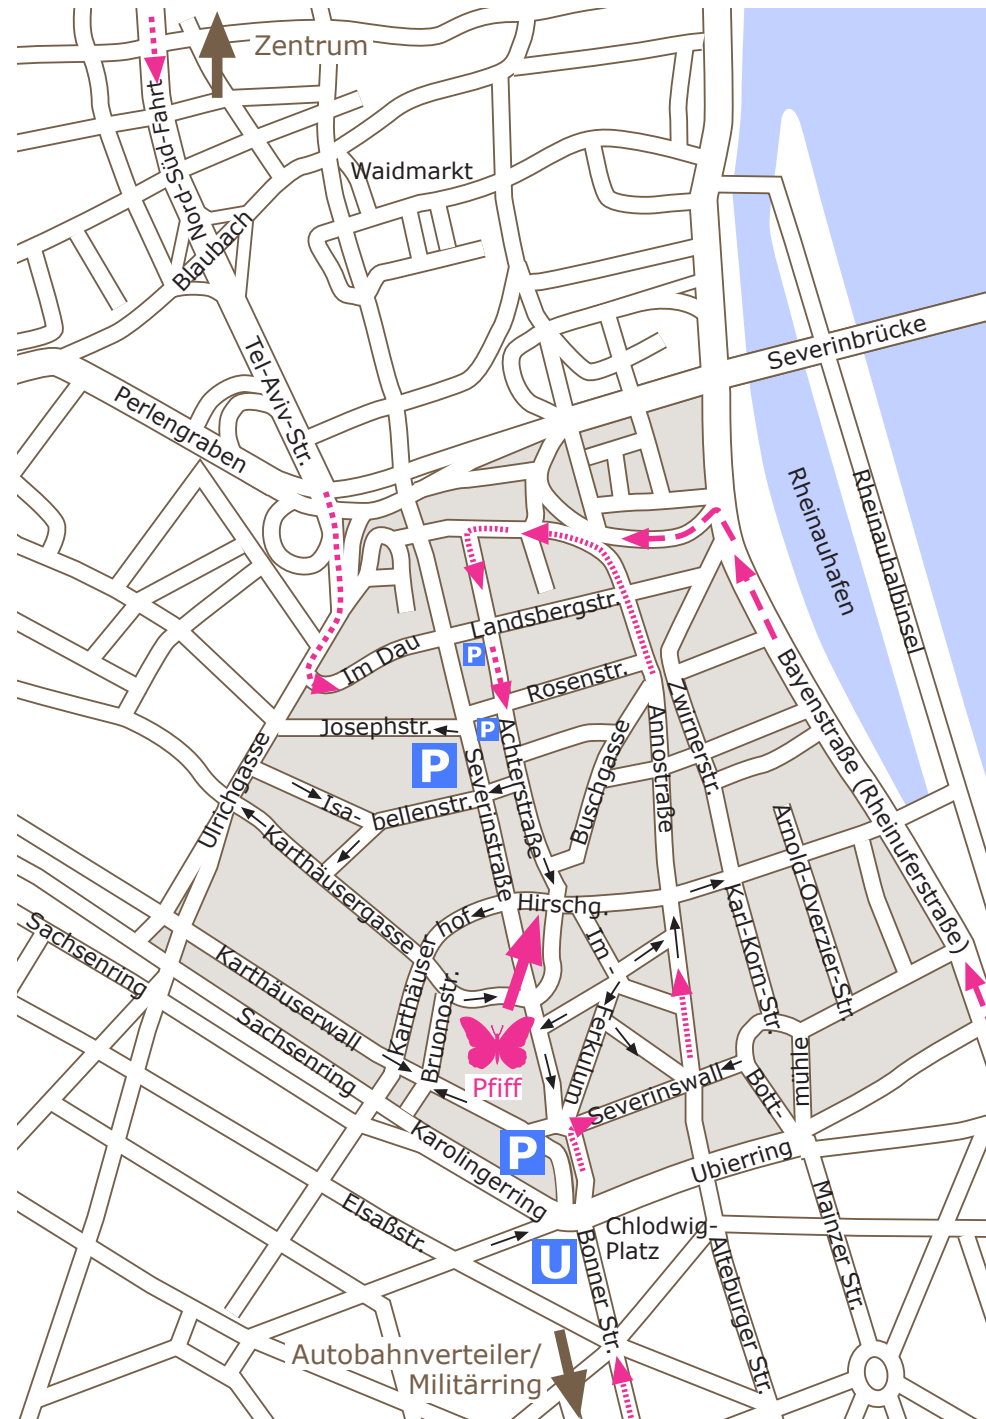 Zentrum
Nord-Süd-Fahrt
Waidmarkt
Blaubach
Severinbrücke
Tel-Aviv-Str.
Perlengraben
Rheinauhafen
Rheinauhalbinsel
Landsbergstr.
Im Dau
P
Rosenstr.
Bayenstraße (Rheinuferstraße)
Zwirnerstr.
Josephstr.
P
Achterstraße
Annostraße
Buschgasse
P
Severinstraße
Ulrichgasse
Isa-
bellenstr.
Arnold-Overzier-Str.
Karthäusergasse
Hirschg.
Karl-Korn-Str.
Karthäuser
hof
Im-
Ferkulum
Sachsenring
Karthäuserwall
Bruonostr.
Sachsenring
Pfiff
Severinswall
Bott-
mühle
P
Karolingerring
Ubierring
Elsaßstr.
Chlodwig-
Platz
U
Bonner Str.
Alteburger Str.
Mainzer Str.
Autobahnverteiler/
Militärring